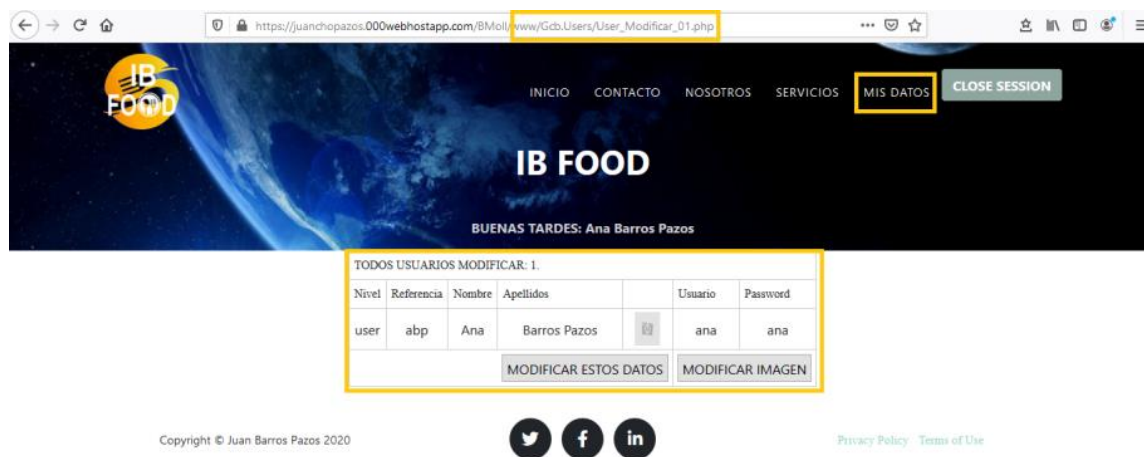 https://juanchopazos.000webhostapp.com/BMoll/www/Gcb.Users/User_Modificar_01.php
IB
FOOD
INICIO CONTACTO NOSOTROS SERVICIOS MIS DATOS CLOSE SESSION
IB FOOD
BUENAS TARDES: Ana Barros Pazos
TODOS USUARIOS MODIFICAR: 1.
Nivel Referencia Nombre Apellidos Usuario Password
user abp Ana Barros Pazos ana ana
MODIFICAR ESTOS DATOS MODIFICAR IMAGEN
Copyright © Juan Barros Pazos 2020 Privacy Policy Terms of Use